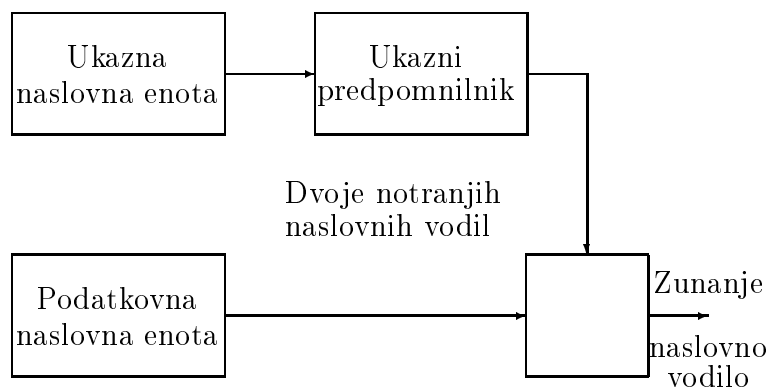 Ukazna
naslovna enota
Ukazni
predpomnilnik
Dvoje notranjih
naslovnih vodil
Podatkovna
naslovna enota
Zunanje
naslovno
vodilo